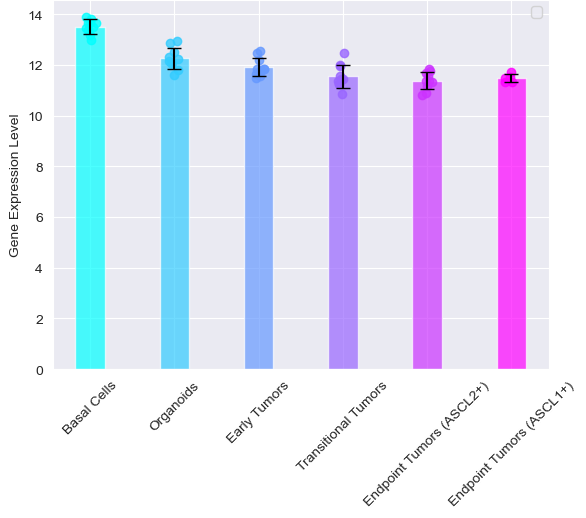 14
12
10
8
6
4
2
0
Gene Expression Level
Basal Cells
Organoids
Early Tumors
Transitional Tumors
Endpoint Tumors (ASCL2+)
Endpoint Tumors (ASCL1+)